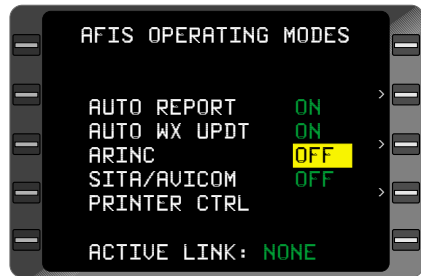 AFIS OPERATING MODES
AUTO REPORT ON >
AUTO WX UPDT ON
ARINC OFF >
SITA/AVICOM OFF
PRINTER CTRL >
ACTIVE LINK: NONE